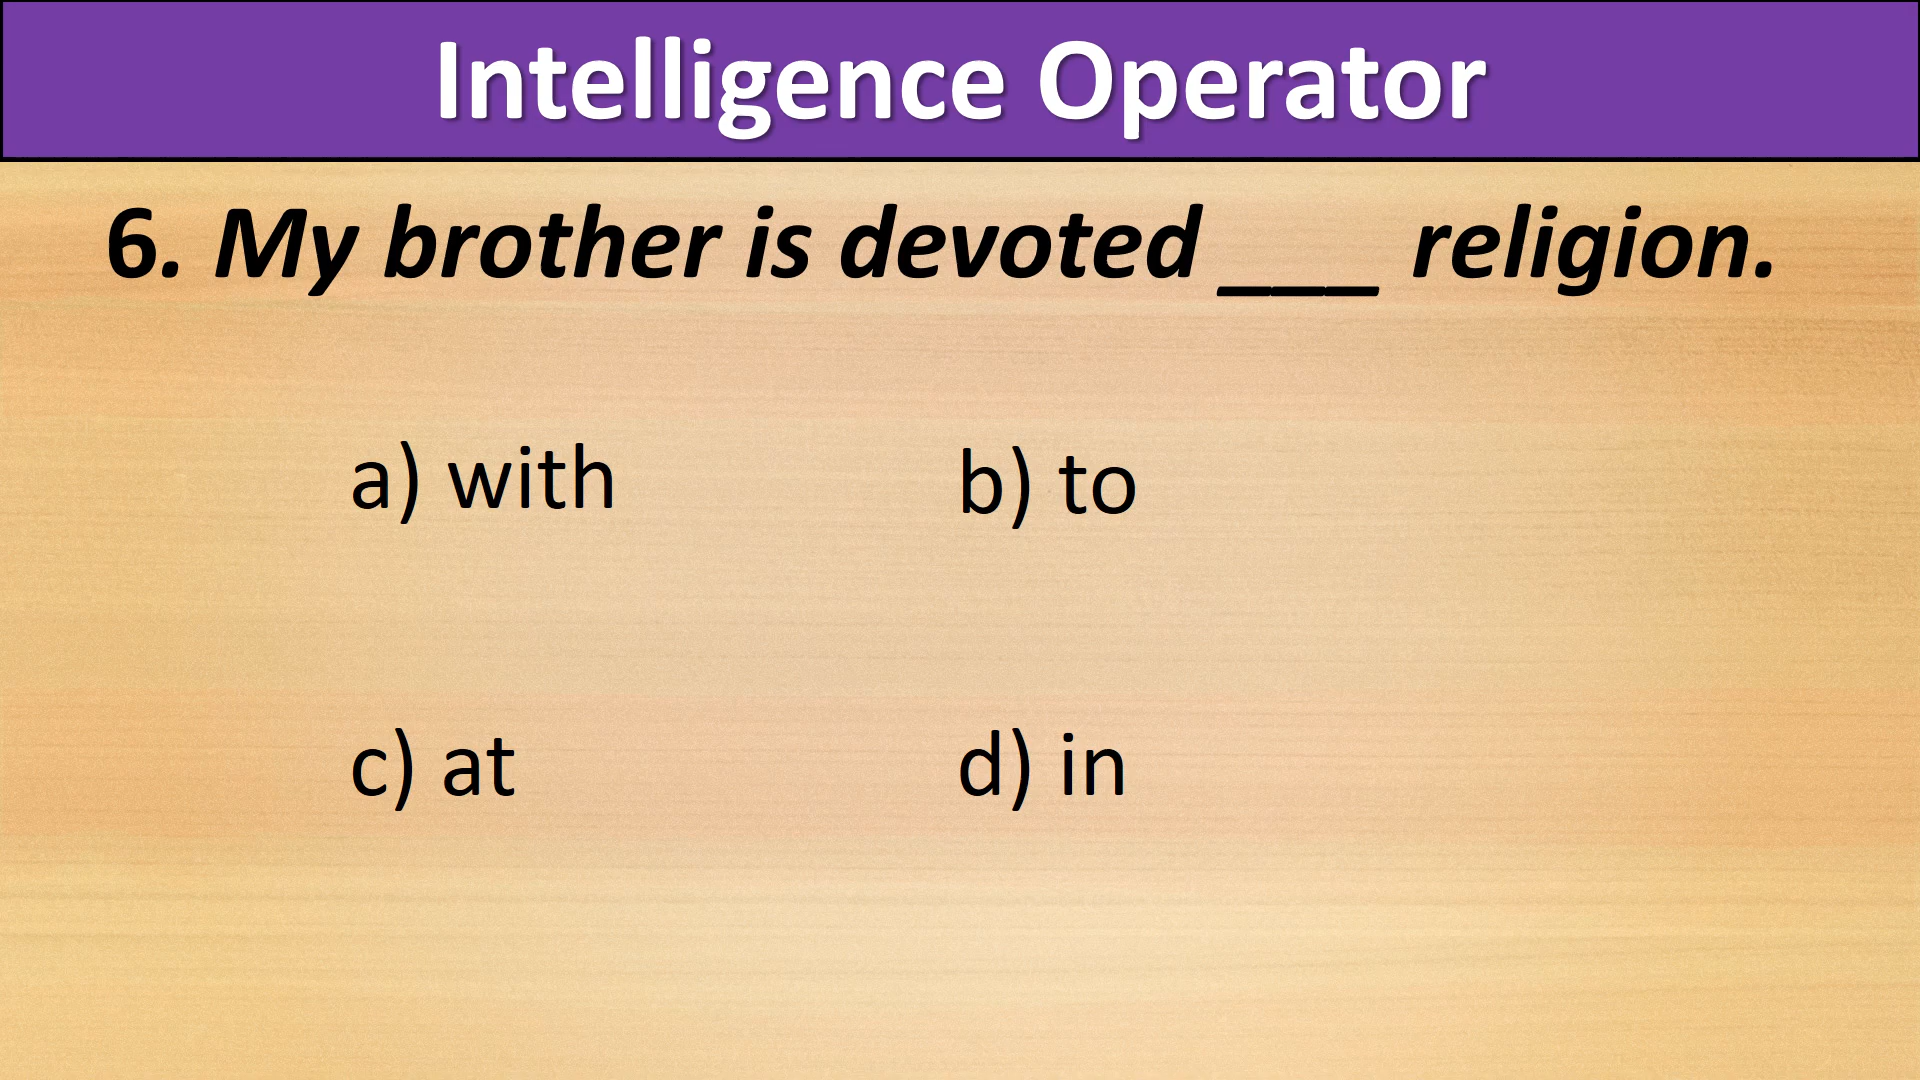 Intelligence Operator
6. My brother is devoted ___ religion.
a) with
b) to
c) at
d) in